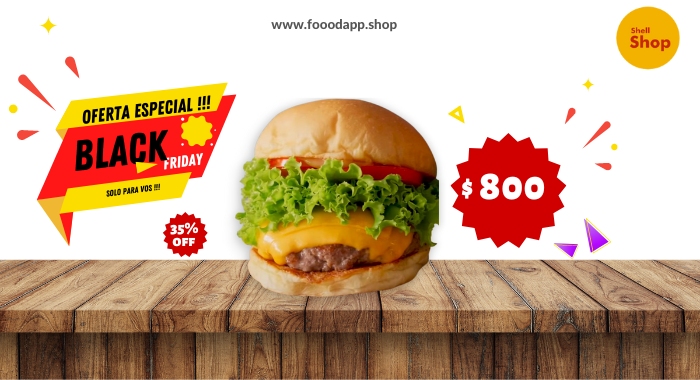 www.fooodapp.shop
Shell
Shop
OFERTA ESPECIAL !!!
BLACK
FRIDAY
SOLO PARA VOS !!!
35%
OFF
$ 800